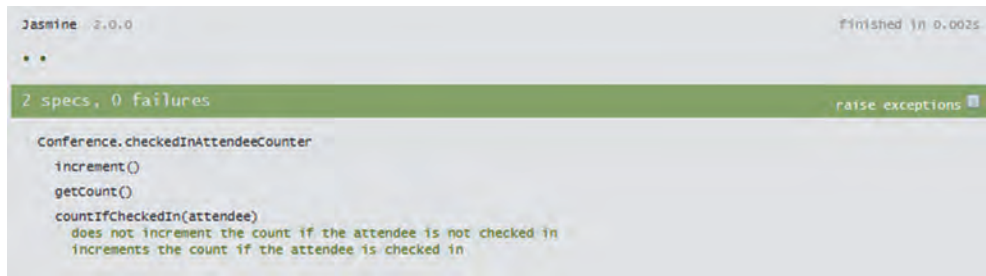 Jasmine 2.0.0 finished in 0.002s
2 specs, 0 failures raise exceptions
Conference.checkedInAttendeeCounter
increment()
getCount()
countIfCheckedIn(attendee)
does not increment the count if the attendee is not checked in
increments the count if the attendee is checked in